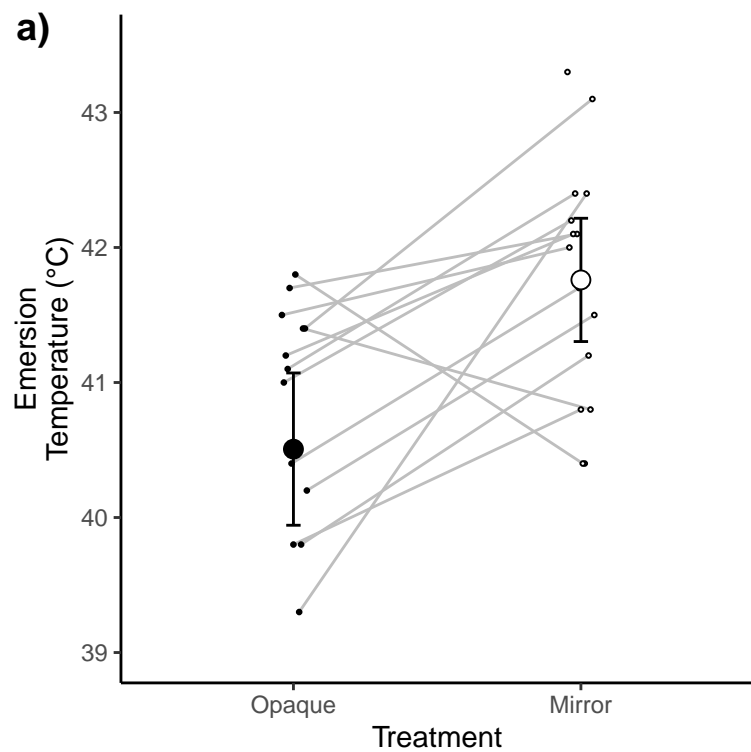 a)
43
42
41
40
39
Emersion
Temperature (°C)
Opaque
Mirror
Treatment